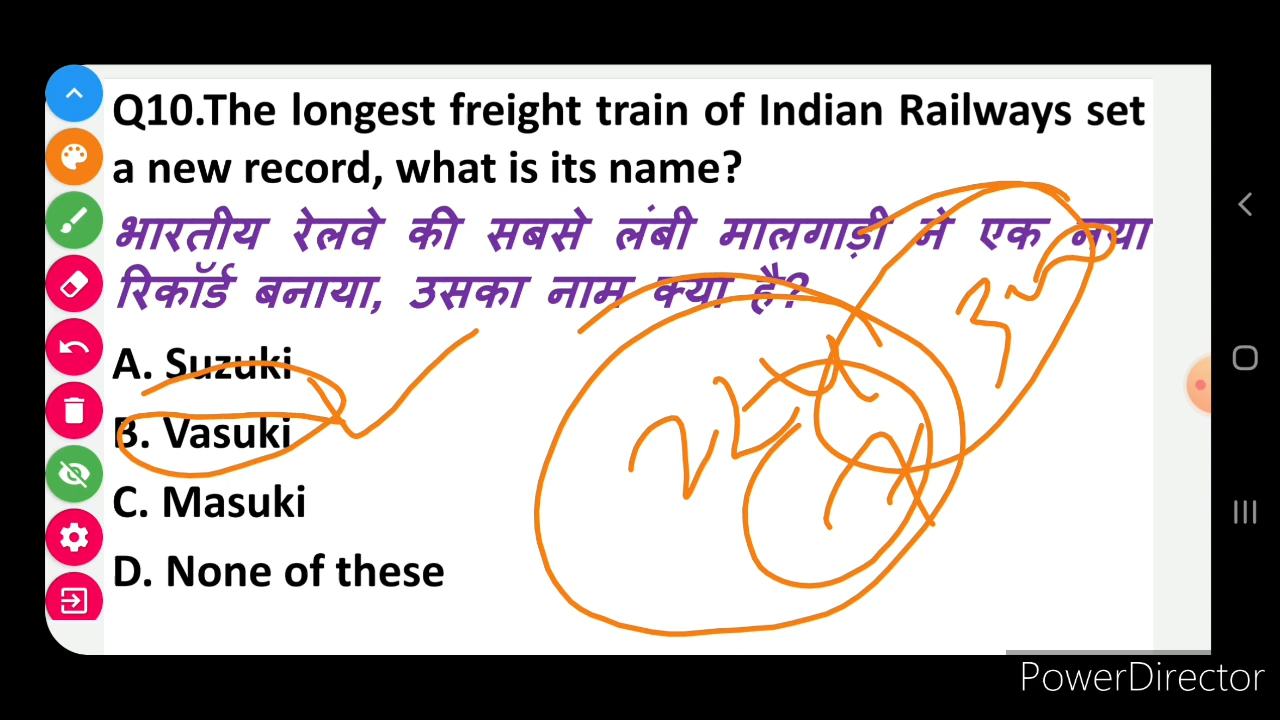 Q10.The longest freight train of Indian Railways set
a new record, what is its name?
भारतीय रेलवे की सबसे लंबी मालगाड़ी ने एक नया
रिकॉर्ड बनाया, उसका नाम क्या है?
A. Suzuki
B. Vasuki
C. Masuki
D. None of these
PowerDirector